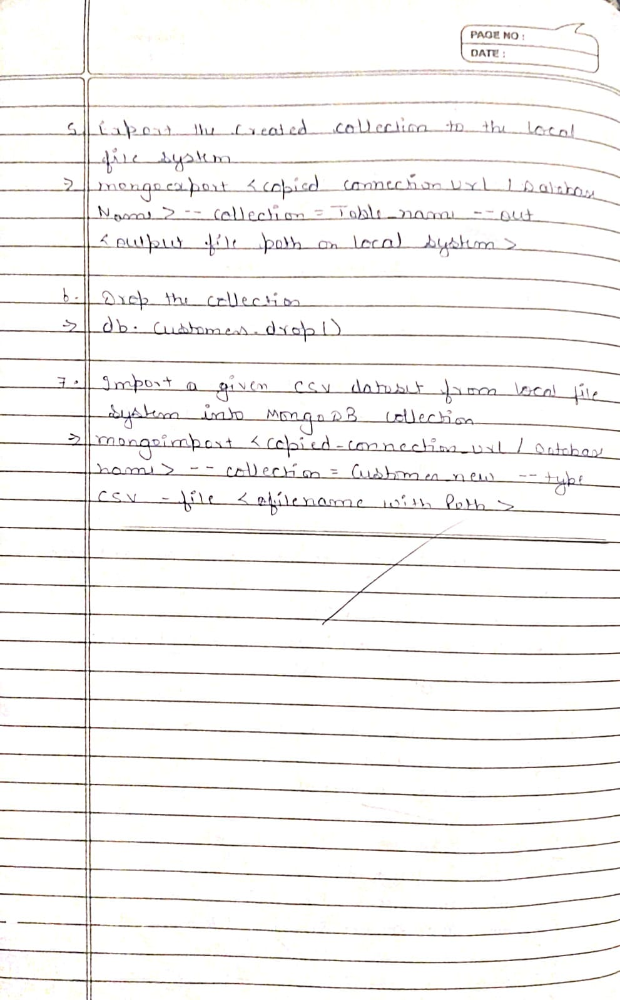 PAGE NO :
DATE :
5. Export the created collection to the local
file system
→ mongoexport <copied connection url / Database
Name> -- collection = Table_name -- out
<output file path on local system>
6. Drop the collection
→ db. Customers. drop()
7. Import a given csv dataset from local file
system into MongoDB collection
→ mongoimport <copied-connection_url / Database
name> -- collection = Customer_new -- type
csv - file < filename with Path >